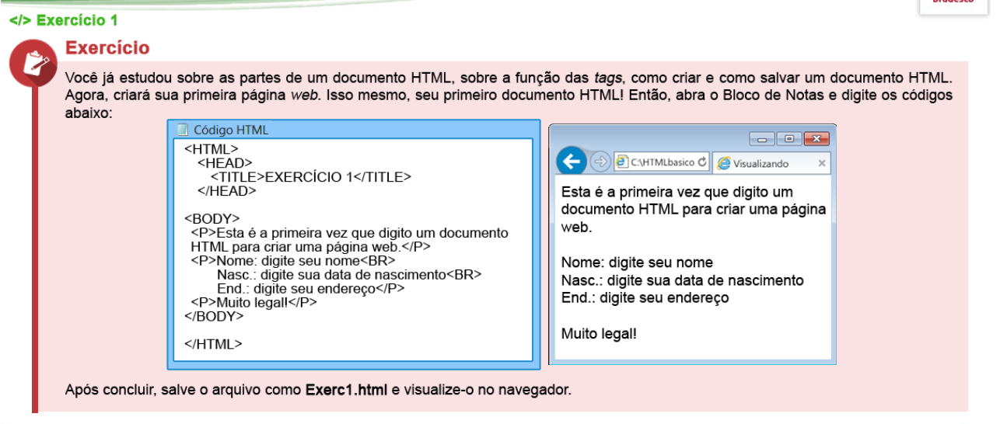 </> Exercício 1
Exercício
Você já estudou sobre as partes de um documento HTML, sobre a função das tags, como criar e como salvar um documento HTML.
Agora, criará sua primeira página web. Isso mesmo, seu primeiro documento HTML! Então, abra o Bloco de Notas e digite os códigos
abaixo:
Código HTML
<HTML>
<HEAD>
<TITLE>EXERCÍCIO 1</TITLE>
</HEAD>
<BODY>
<P>Esta é a primeira vez que digito um documento
HTML para criar uma página web.</P>
<P>Nome: digite seu nome<BR>
Nasc.: digite sua data de nascimento<BR>
End.: digite seu endereço</P>
<P>Muito legal!</P>
</BODY>
</HTML>
C:\HTMLbasico
Visualizando
Esta é a primeira vez que digito um
documento HTML para criar uma página
web.
Nome: digite seu nome
Nasc.: digite sua data de nascimento
End.: digite seu endereço
Muito legal!
Após concluir, salve o arquivo como Exerc1.html e visualize-o no navegador.